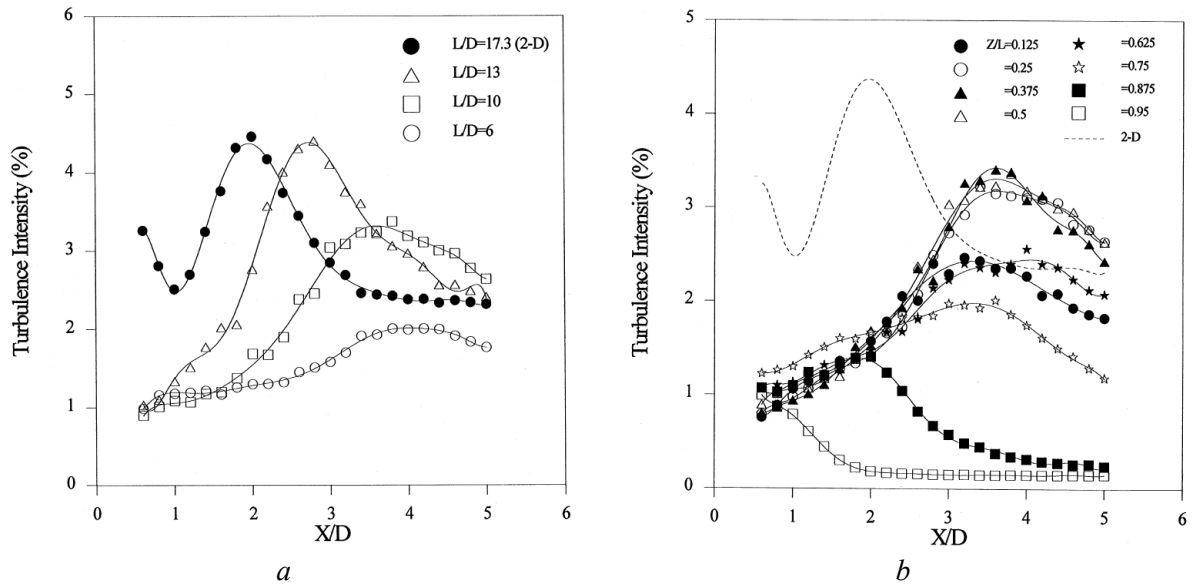 6
5
4
3
2
1
0
Turbulence Intensity (%)
L/D=17.3 (2-D)
L/D=13
L/D=10
L/D=6
0 1 2 3 4 5 6
X/D
a
5
4
3
2
1
0
Turbulence Intensity (%)
Z/L=0.125
=0.25
=0.375
=0.5
=0.625
=0.75
=0.875
=0.95
2-D
0 1 2 3 4 5 6
X/D
b